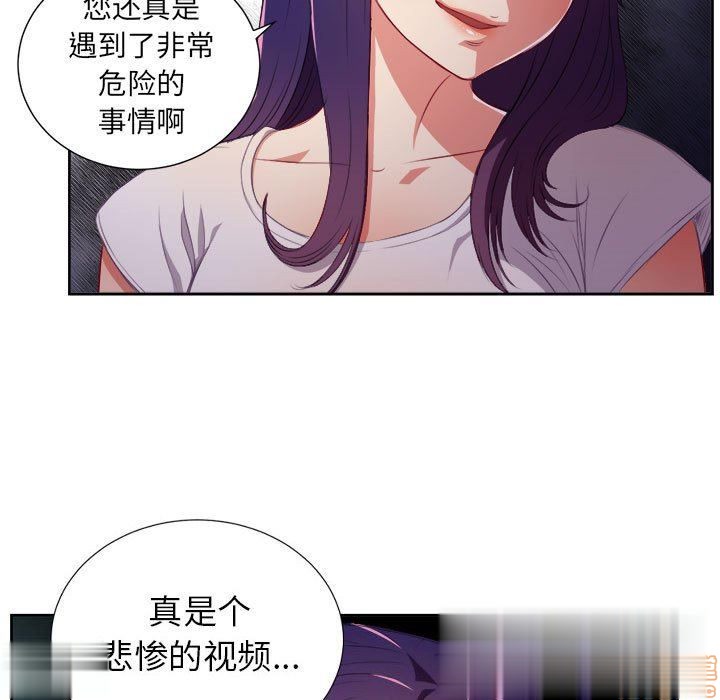 您还真是
遇到了非常
危险的
事情啊
真是个
悲惨的视频...